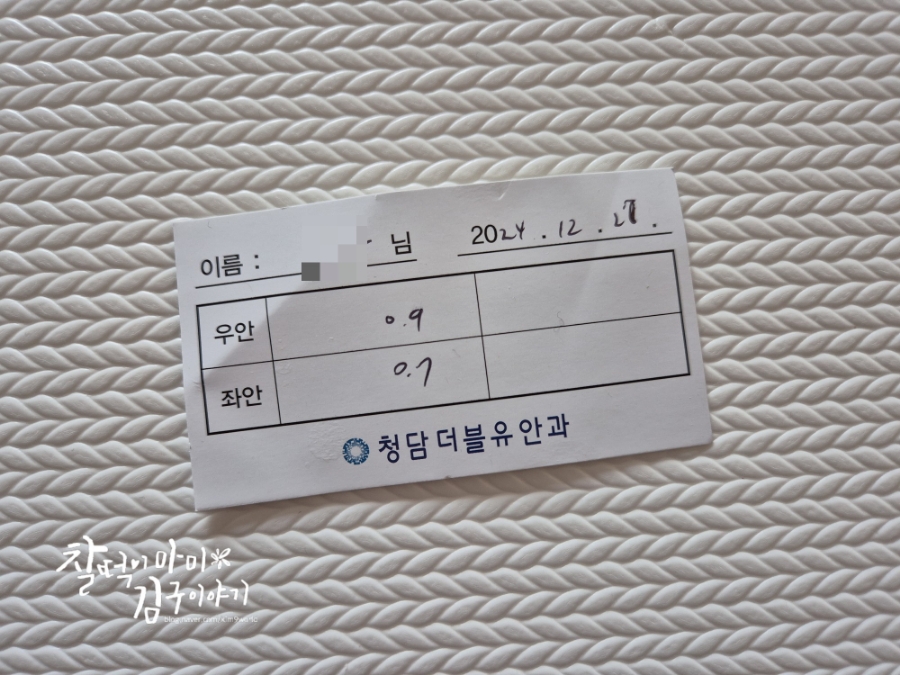 이름 : 님 2024 . 12 . 27 .
우안 0.9
좌안 0.7
청담더블유안과
찰떡이마미
김구이야기